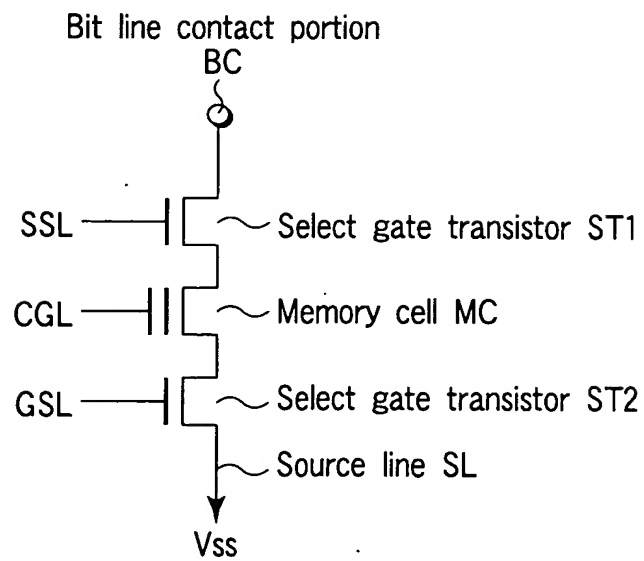 Bit line contact portion
BC
SSL
Select gate transistor ST1
CGL
Memory cell MC
GSL
Select gate transistor ST2
Source line SL
Vss